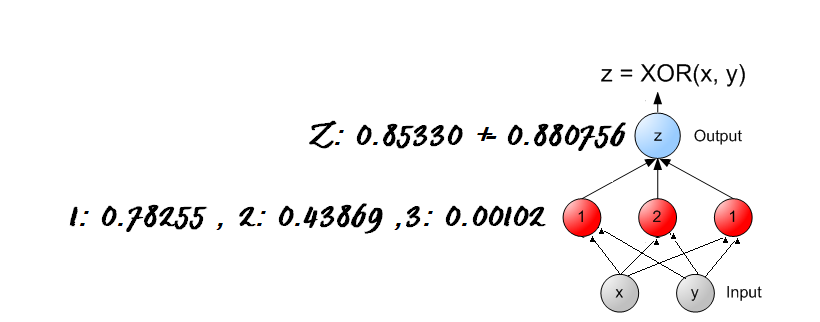 z = XOR(x, y)
Z: 0.85330 + 0.880756 z Output
1: 0.78255 , 2: 0.43869 ,3: 0.00102 1 2 1
x y Input